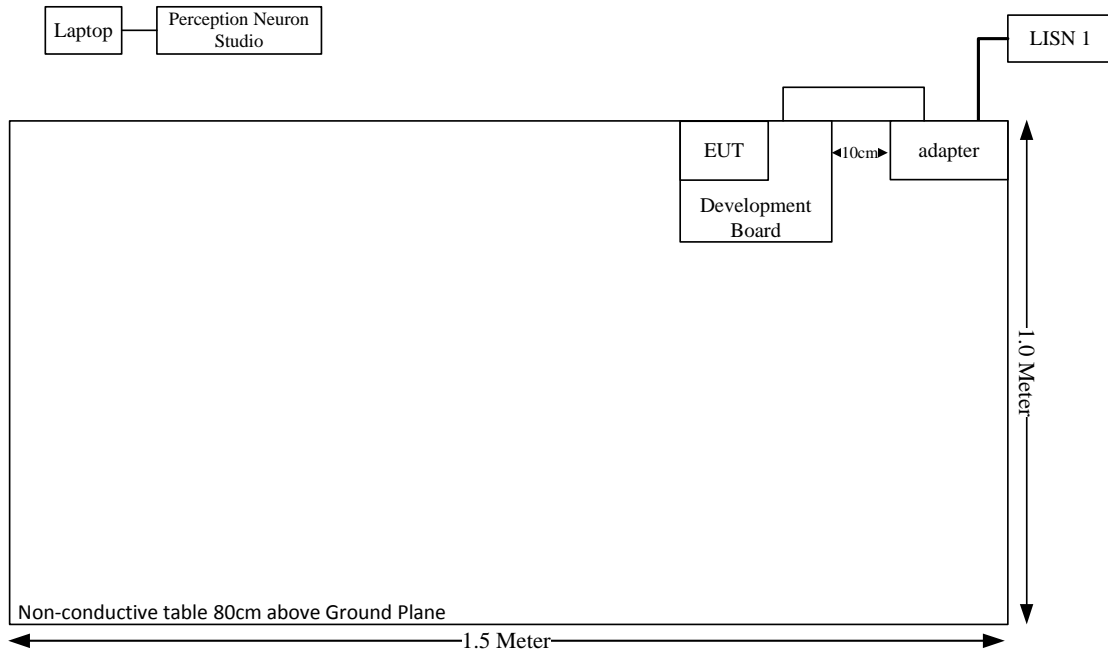 Laptop
Perception Neuron
Studio
LISN 1
EUT
10cm
adapter
Development
Board
1.0 Meter
Non-conductive table 80cm above Ground Plane
1.5 Meter